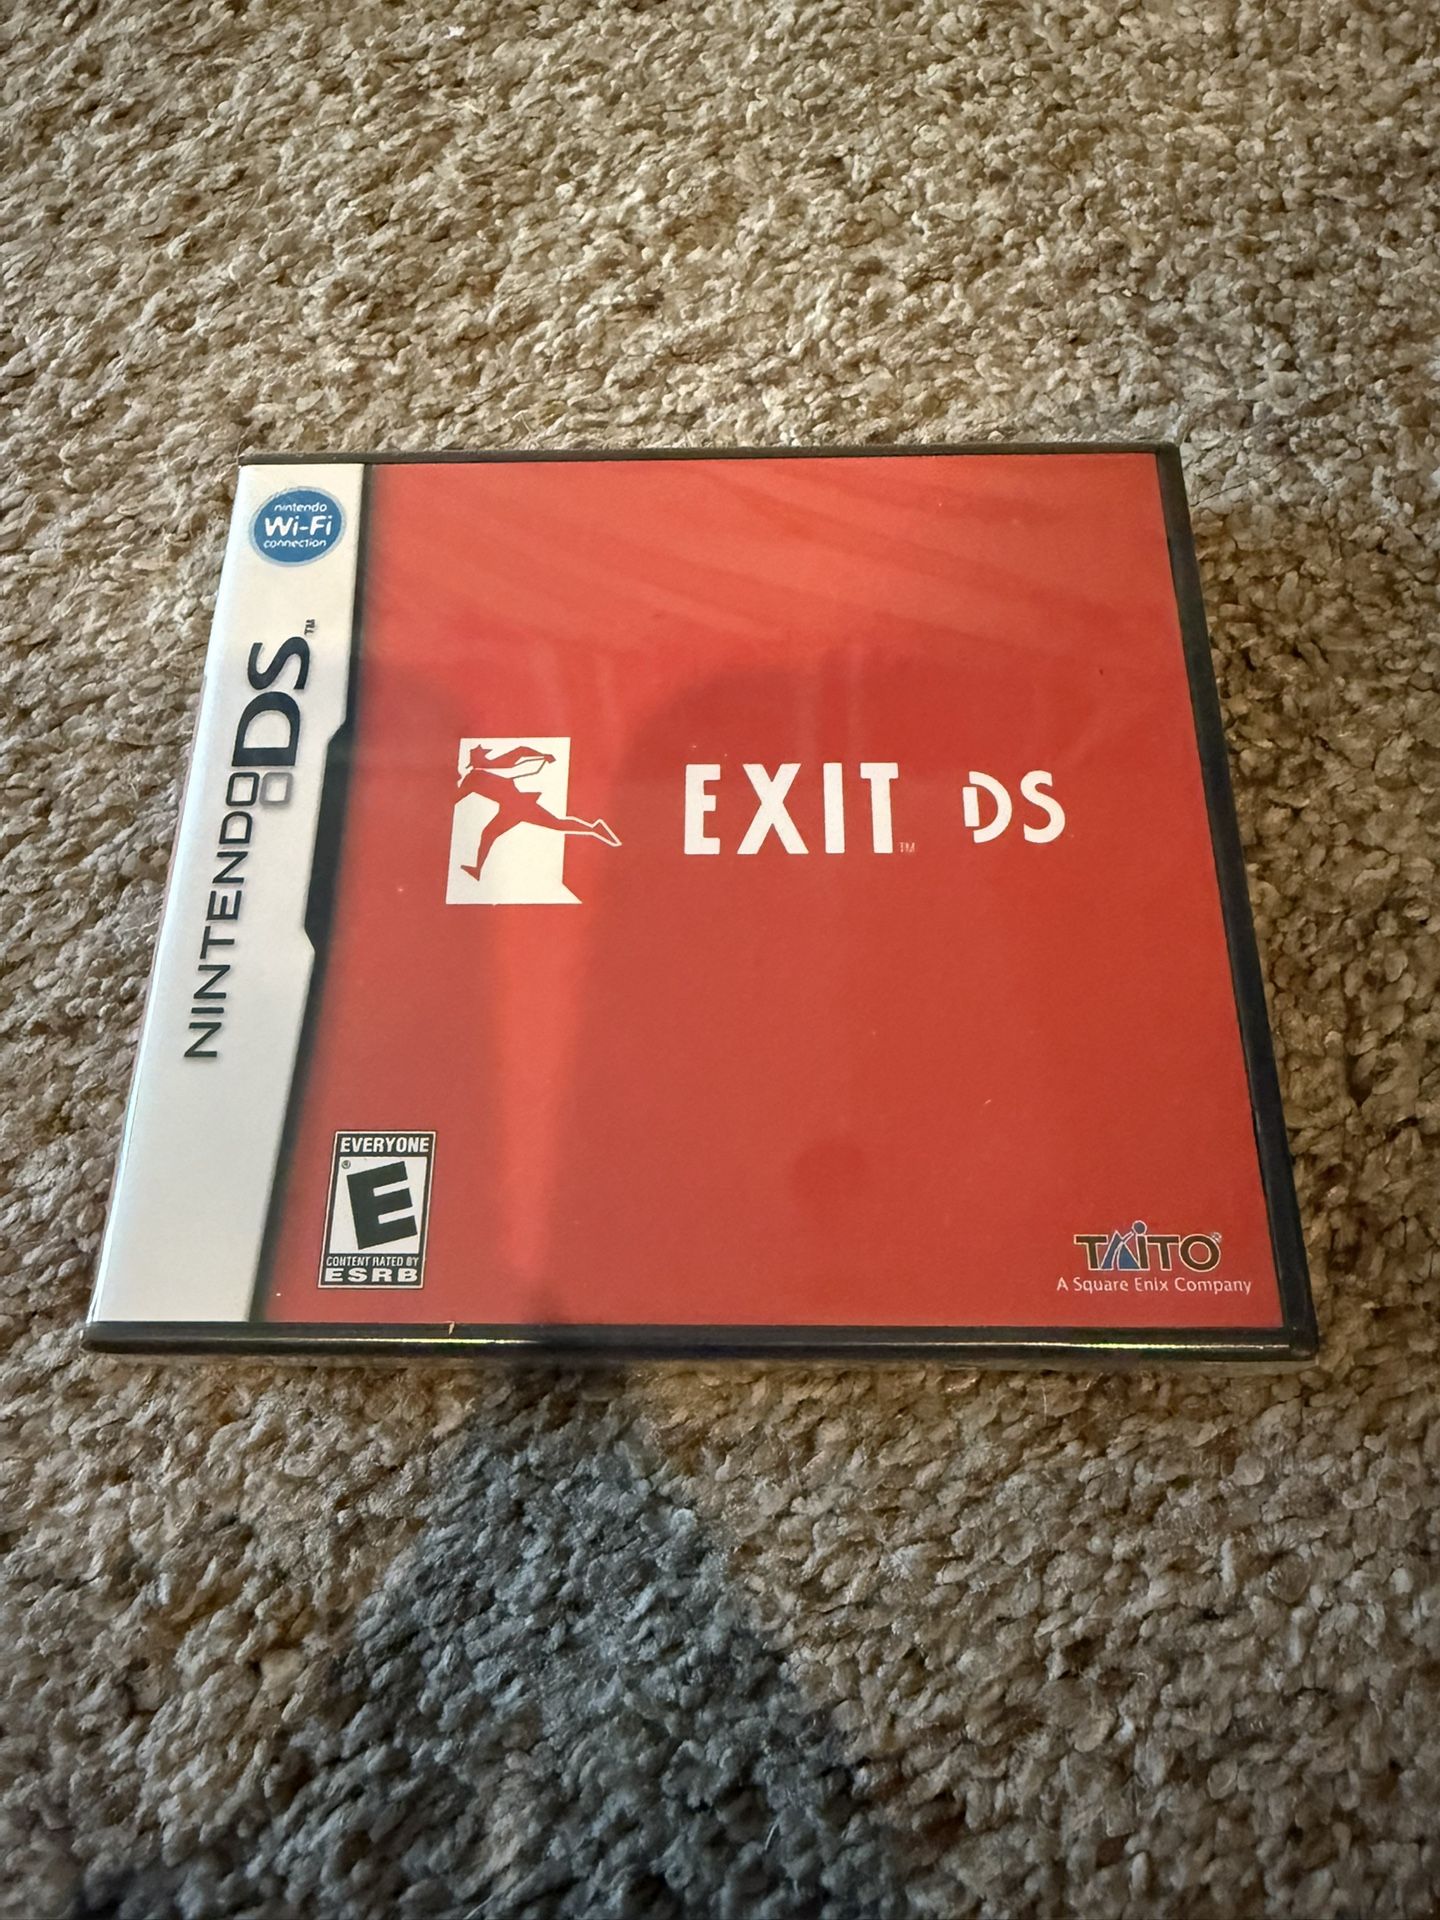 nintendo
Wi-Fi
connection
NINTENDO DS™
EXIT™ DS
EVERYONE
E®
CONTENT RATED BY
ESRB
TAITO®
A Square Enix Company